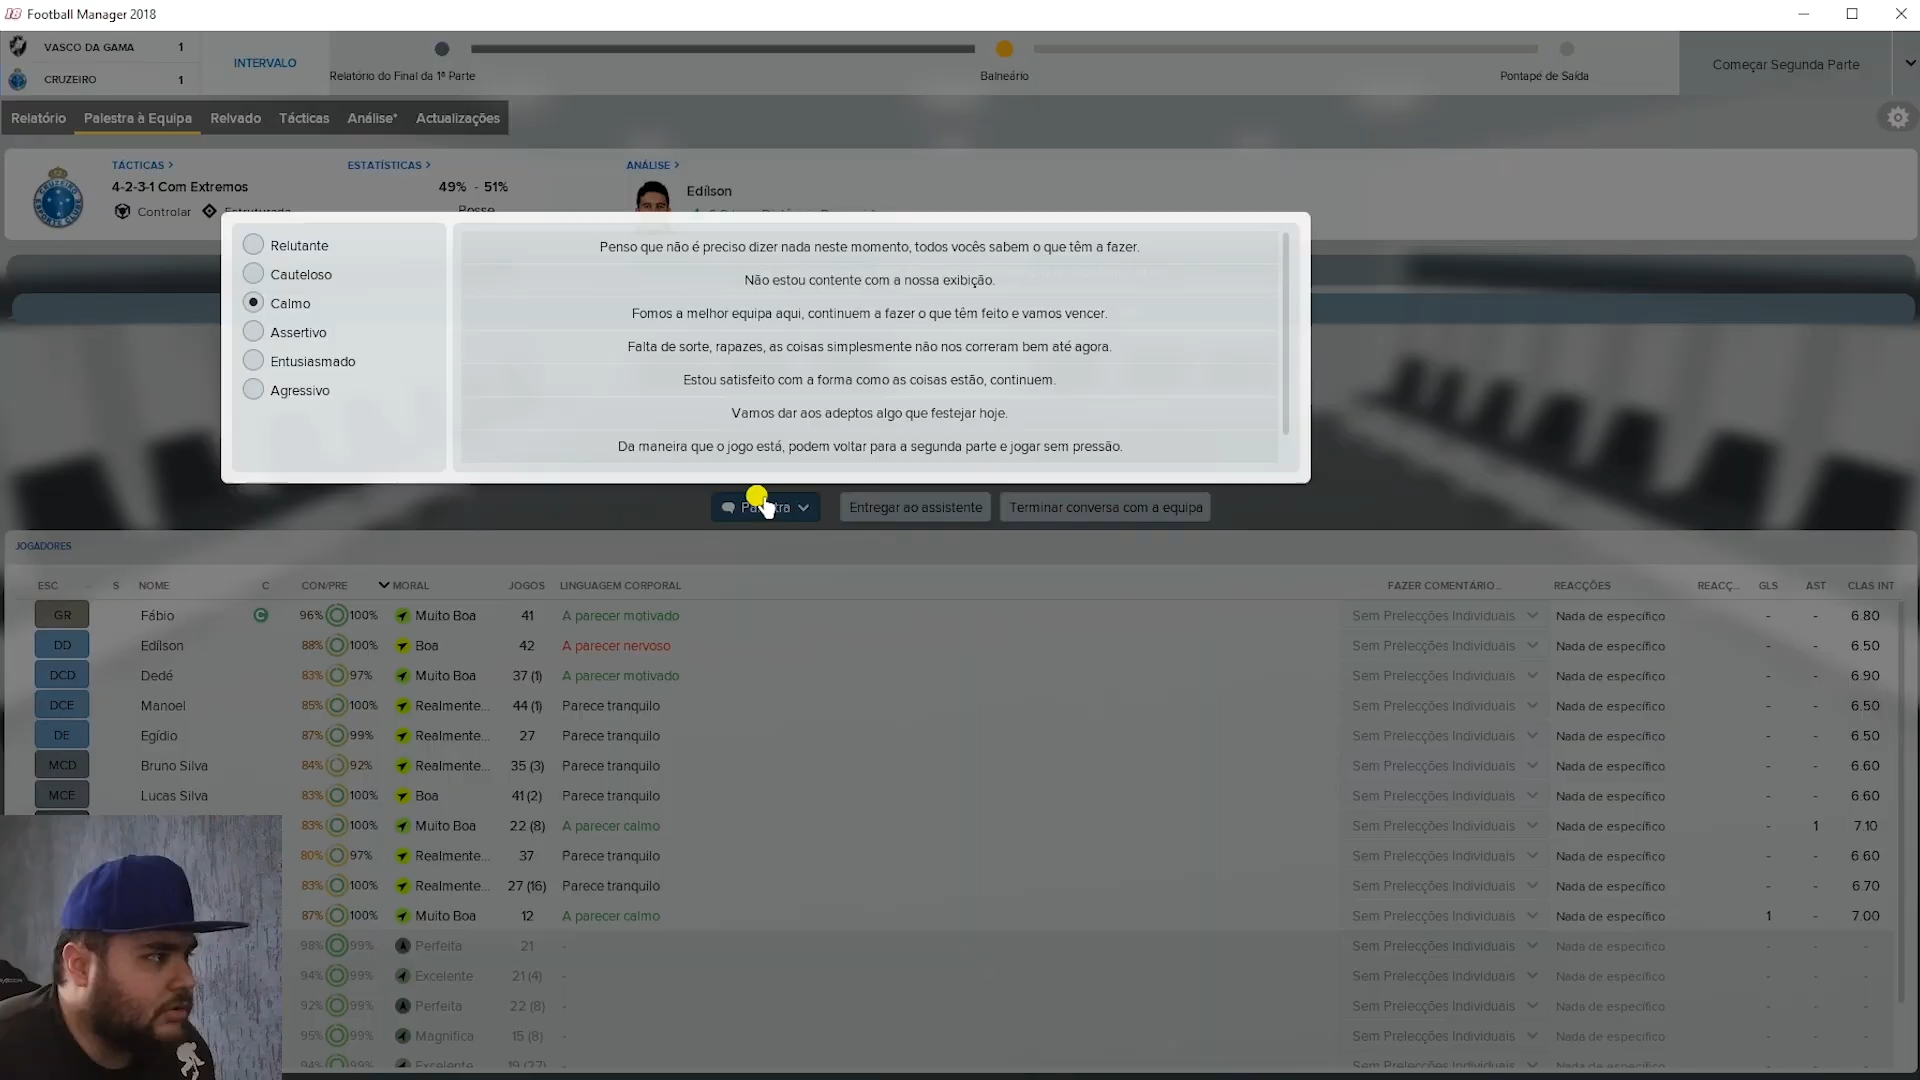 Football Manager 2018
VASCO DA GAMA 1
CRUZEIRO 1
INTERVALO
Relatório do Final da 1ª Parte
Balneário
Pontapé de Saída
Começar Segunda Parte
Relatório Palestra à Equipa Relvado Tácticas Análise* Actualizações
TÁCTICAS >
4-2-3-1 Com Extremos
Controlar Estruturada
ESTATÍSTICAS >
49% - 51%
Posse
ANÁLISE >
Edílson
Relutante
Cauteloso
Calmo
Assertivo
Entusiasmado
Agressivo
Penso que não é preciso dizer nada neste momento, todos vocês sabem o que têm a fazer.
Não estou contente com a nossa exibição.
Fomos a melhor equipa aqui, continuem a fazer o que têm feito e vamos vencer.
Falta de sorte, rapazes, as coisas simplesmente não nos correram bem até agora.
Estou satisfeito com a forma como as coisas estão, continuem.
Vamos dar aos adeptos algo que festejar hoje.
Da maneira que o jogo está, podem voltar para a segunda parte e jogar sem pressão.
Palestra Entregar ao assistente Terminar conversa com a equipa
JOGADORES
ESC S NOME C CON/PRE MORAL JOGOS LINGUAGEM CORPORAL FAZER COMENTÁRIO... REACÇÕES REACÇ... GLS AST CLAS INT
GR Fábio C 96% 100% Muito Boa 41 A parecer motivado Sem Prelecções Individuais Nada de específico - - 6.80
DD Edílson 88% 100% Boa 42 A parecer nervoso Sem Prelecções Individuais Nada de específico - - 6.50
DCD Dedé 83% 97% Muito Boa 37 (1) A parecer motivado Sem Prelecções Individuais Nada de específico - - 6.90
DCE Manoel 85% 100% Realmente... 44 (1) Parece tranquilo Sem Prelecções Individuais Nada de específico - - 6.50
DE Egídio 87% 99% Realmente... 27 Parece tranquilo Sem Prelecções Individuais Nada de específico - - 6.50
MCD Bruno Silva 84% 92% Realmente... 35 (3) Parece tranquilo Sem Prelecções Individuais Nada de específico - - 6.60
MCE Lucas Silva 83% 100% Boa 41 (2) Parece tranquilo Sem Prelecções Individuais Nada de específico - - 6.60
83% 100% Muito Boa 22 (8) A parecer calmo Sem Prelecções Individuais Nada de específico - 1 7.10
80% 97% Realmente... 37 Parece tranquilo Sem Prelecções Individuais Nada de específico - - 6.60
83% 100% Realmente... 27 (16) Parece tranquilo Sem Prelecções Individuais Nada de específico - - 6.70
87% 100% Muito Boa 12 A parecer calmo Sem Prelecções Individuais Nada de específico 1 - 7.00
98% 99% Perfeita 21 - Sem Prelecções Individuais Nada de específico - - -
94% 99% Excelente 21 (4) - Sem Prelecções Individuais Nada de específico - - -
92% 99% Perfeita 22 (8) - Sem Prelecções Individuais Nada de específico - - -
95% 99% Magnífica 15 (8) - Sem Prelecções Individuais Nada de específico - - -
94% 99% Excelente 19 (27) - Sem Prelecções Individuais Nada de específico - - -